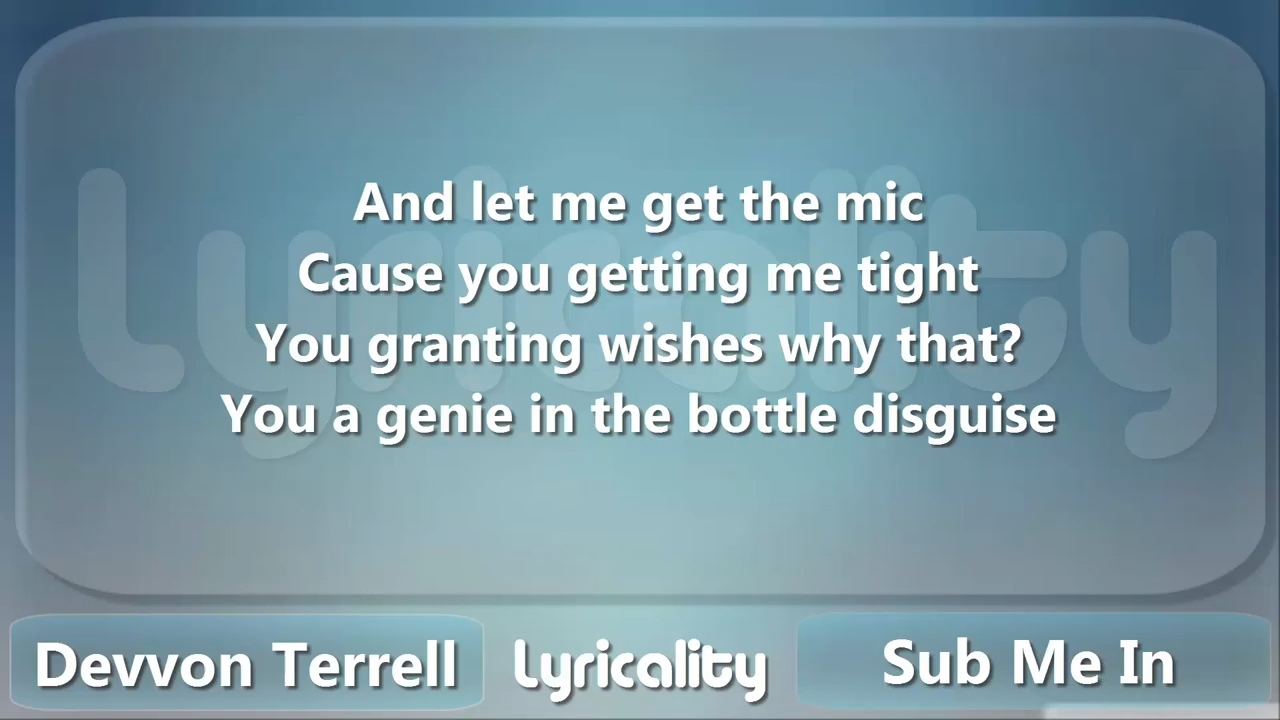 And let me get the mic
Cause you getting me tight
You granting wishes why that?
You a genie in the bottle disguise
Lyricality
Devvon Terrell
Lyricality
Sub Me In